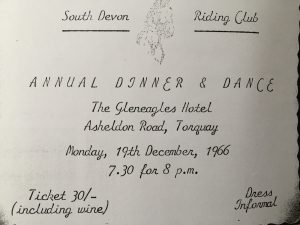 South Devon Riding Club
ANNUAL DINNER & DANCE
The Gleneagles Hotel
Asheldon Road, Torquay
Monday, 19th December, 1966
7.30 for 8 p.m.
Ticket 30/-
(including wine)
Dress
Informal